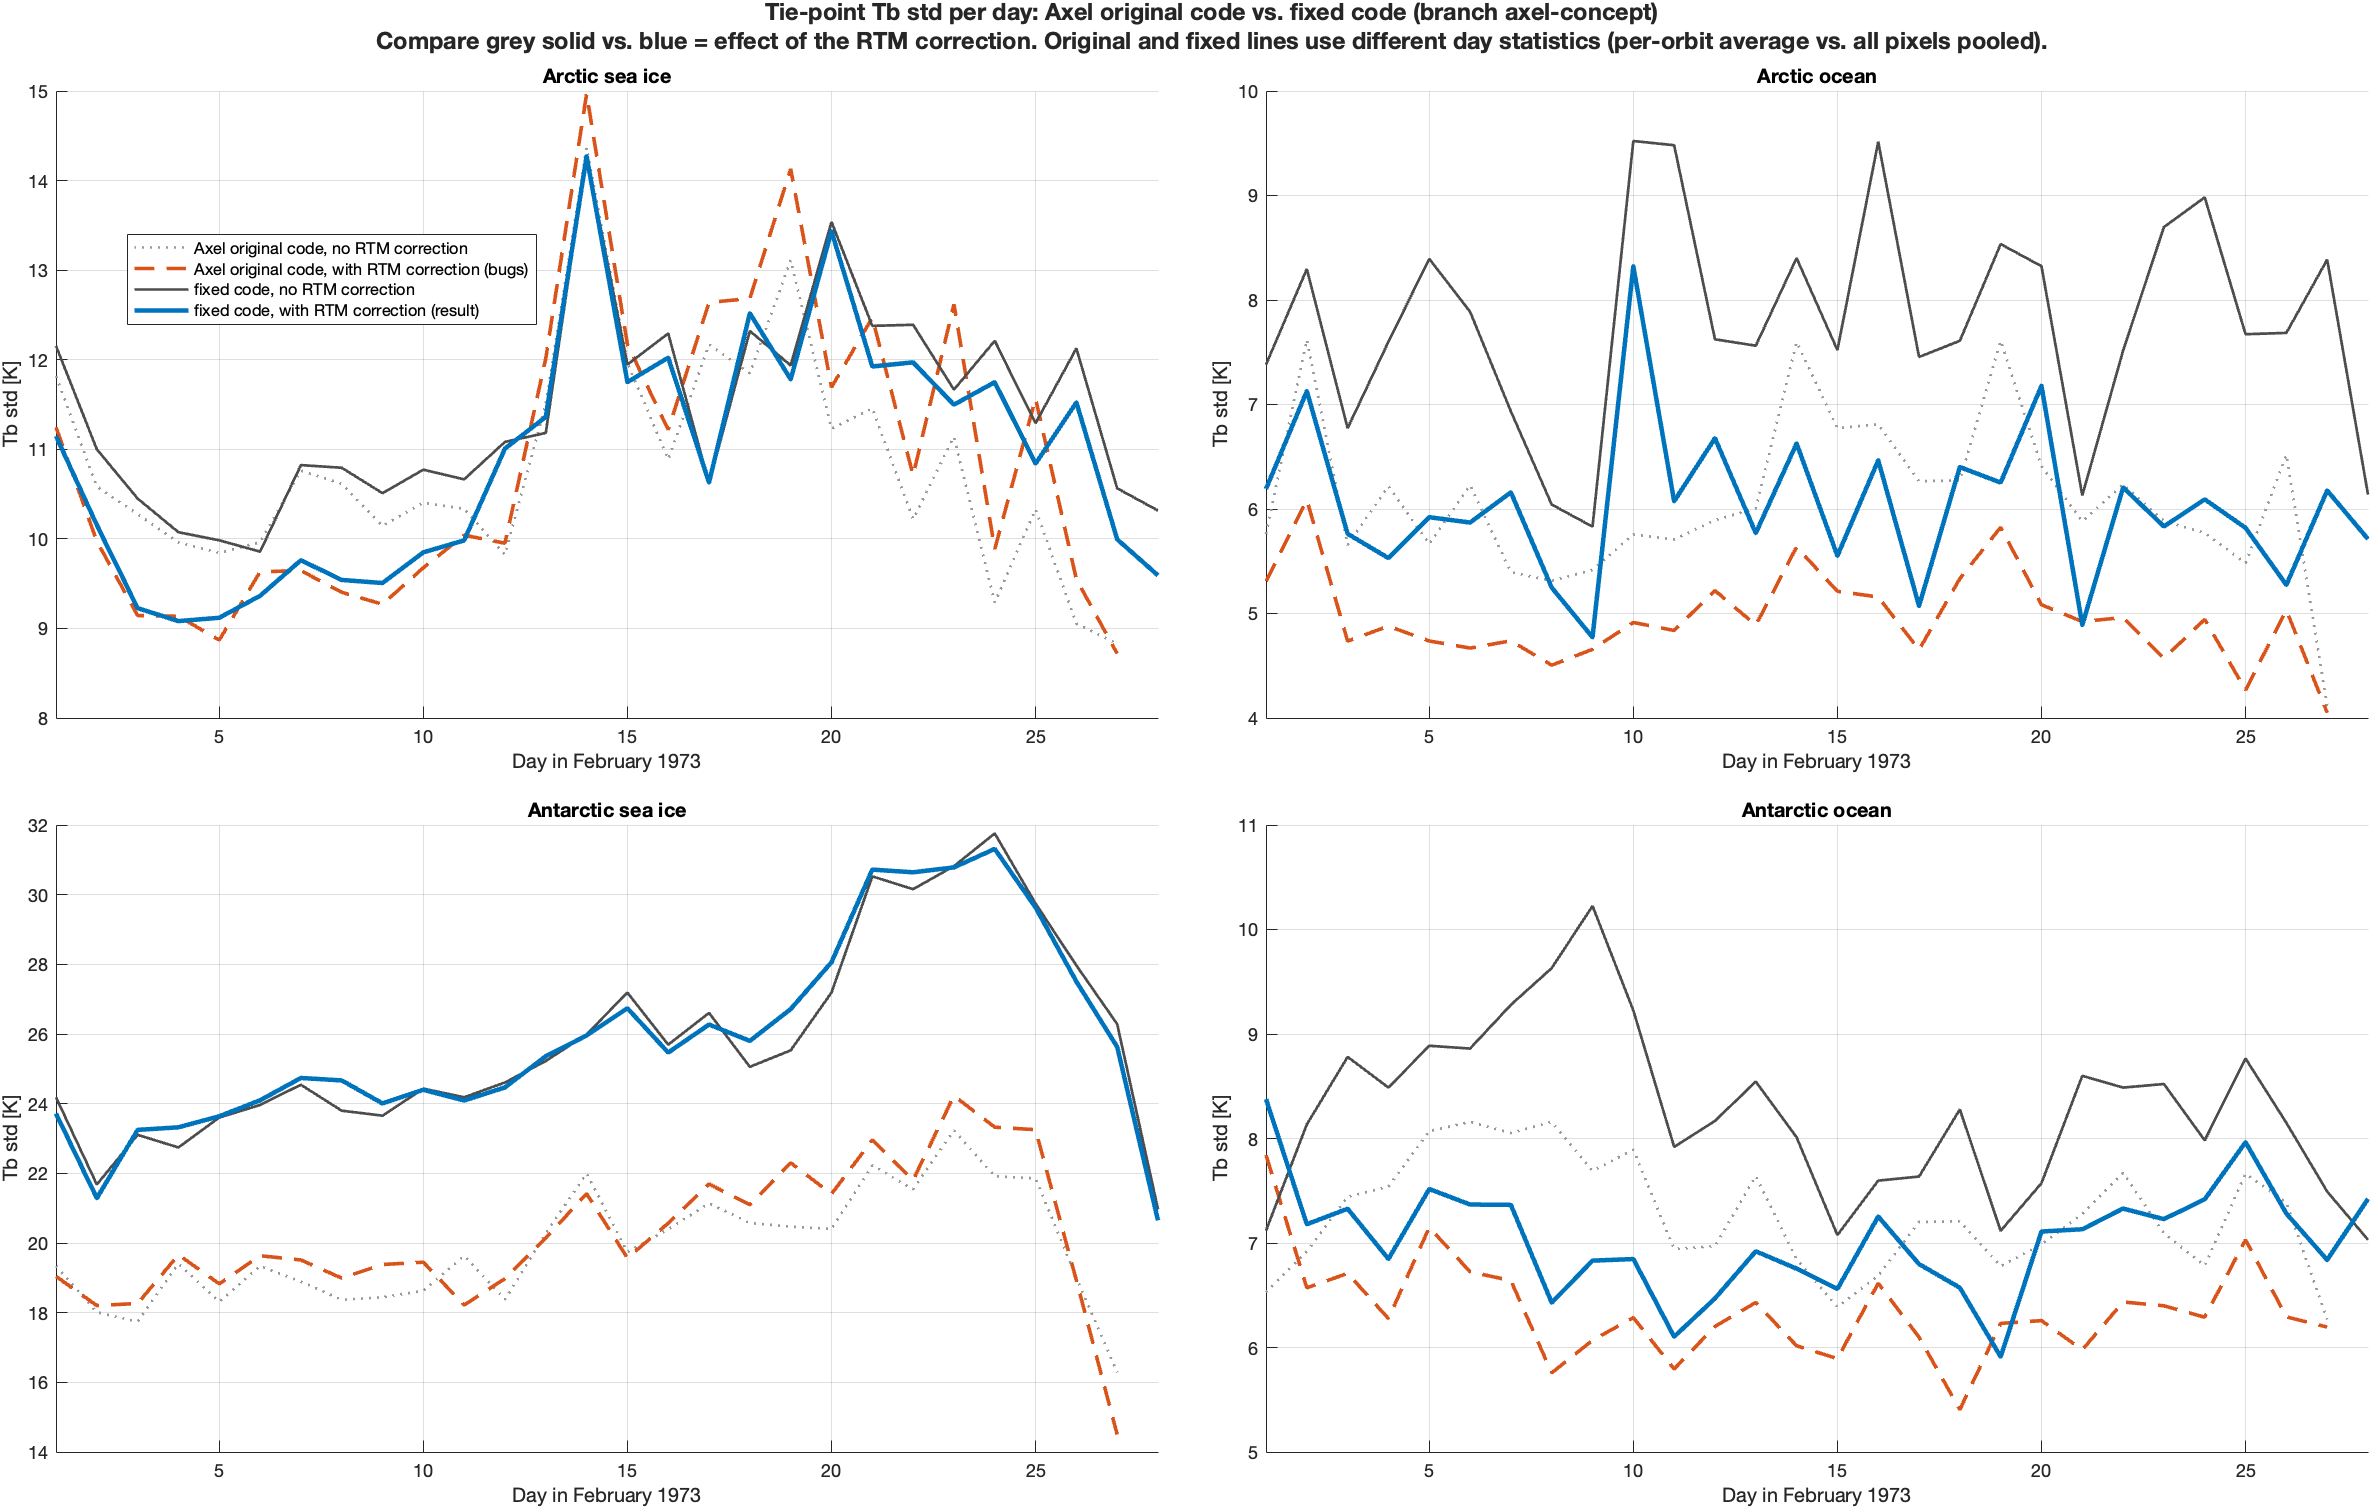 Tie-point Tb std per day: Axel original code vs. fixed code (branch axel-concept)
Compare grey solid vs. blue = effect of the RTM correction. Original and fixed lines use different day statistics (per-orbit average vs. all pixels pooled).
Arctic sea ice
15
14
13
12
11
10
9
8
Tb std [K]
Axel original code, no RTM correction
Axel original code, with RTM correction (bugs)
fixed code, no RTM correction
fixed code, with RTM correction (result)
5 10 15 20 25
Day in February 1973
Arctic ocean
10
9
8
7
6
5
4
Tb std [K]
5 10 15 20 25
Day in February 1973
Antarctic sea ice
32
30
28
26
24
22
20
18
16
14
Tb std [K]
5 10 15 20 25
Day in February 1973
Antarctic ocean
11
10
9
8
7
6
5
Tb std [K]
5 10 15 20 25
Day in February 1973